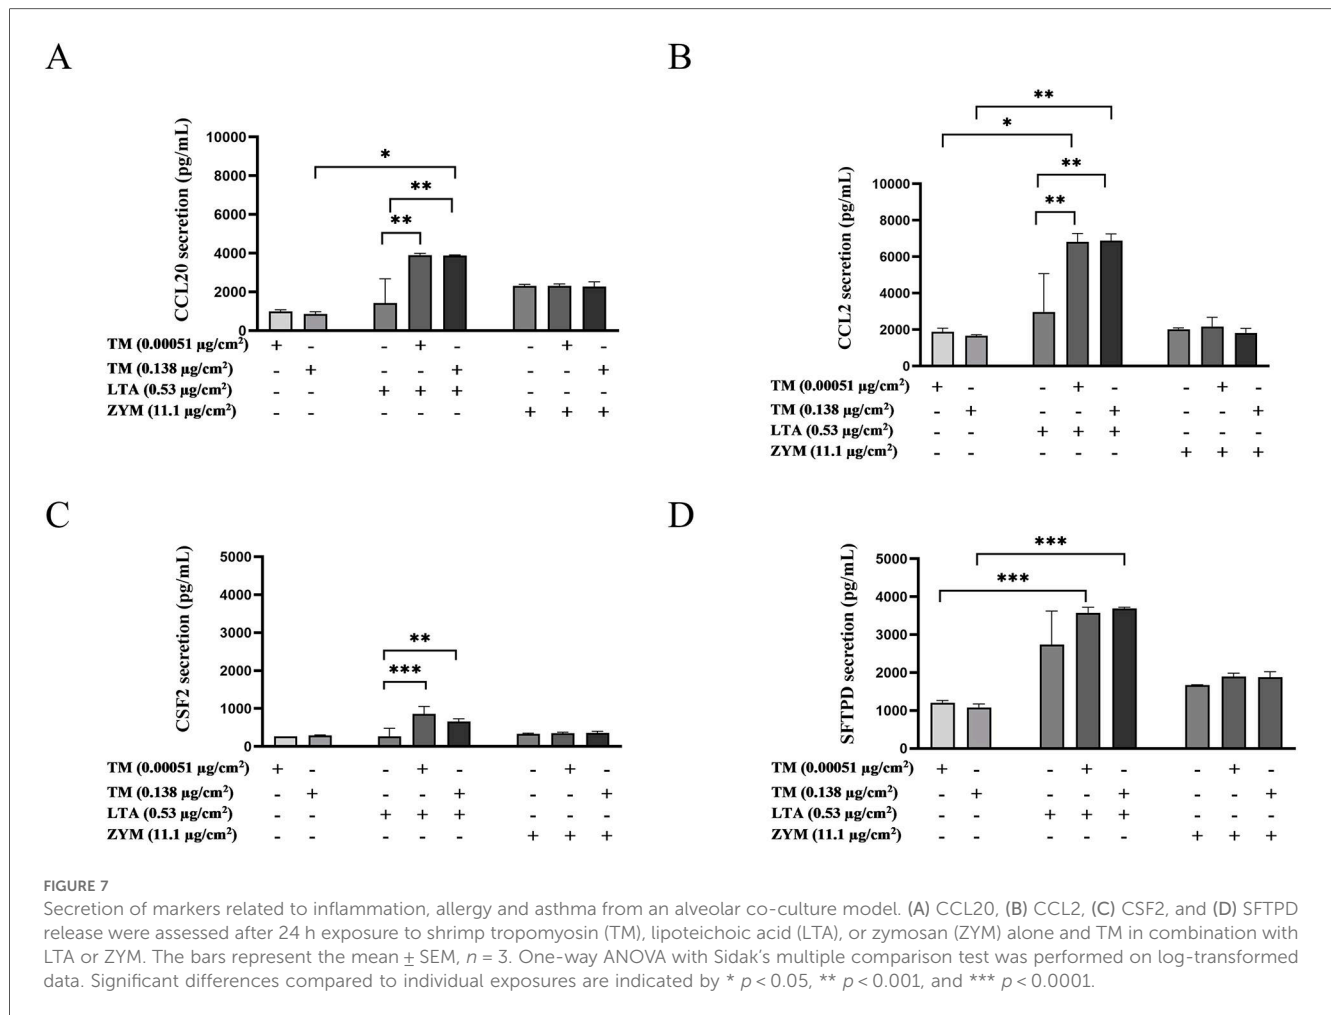 A
CCL20 secretion (pg/mL)
10000
8000
6000
4000
2000
0
*
**
**
TM (0.00051 µg/cm²) + - - + - - + -
TM (0.138 µg/cm²) - + - - + - - +
LTA (0.53 µg/cm²) - - + + + - - -
ZYM (11.1 µg/cm²) - - - - - + + +
B
CCL2 secretion (pg/mL)
10000
8000
6000
4000
2000
0
**
*
**
**
TM (0.00051 µg/cm²) + - - + - - + -
TM (0.138 µg/cm²) - + - - + - - +
LTA (0.53 µg/cm²) - - + + + - - -
ZYM (11.1 µg/cm²) - - - - - + + +
C
CSF2 secretion (pg/mL)
5000
4000
3000
2000
1000
0
**
***
TM (0.00051 µg/cm²) + - - + - - + -
TM (0.138 µg/cm²) - + - - + - - +
LTA (0.53 µg/cm²) - - + + + - - -
ZYM (11.1 µg/cm²) - - - - - + + +
D
SFTPD secretion (pg/mL)
5000
4000
3000
2000
1000
0
***
***
TM (0.00051 µg/cm²) + - - + - - + -
TM (0.138 µg/cm²) - + - - + - - +
LTA (0.53 µg/cm²) - - + + + - - -
ZYM (11.1 µg/cm²) - - - - - + + +
FIGURE 7
Secretion of markers related to inflammation, allergy and asthma from an alveolar co-culture model. (A) CCL20, (B) CCL2, (C) CSF2, and (D) SFTPD
release were assessed after 24 h exposure to shrimp tropomyosin (TM), lipoteichoic acid (LTA), or zymosan (ZYM) alone and TM in combination with
LTA or ZYM. The bars represent the mean ± SEM, n = 3. One-way ANOVA with Sidak's multiple comparison test was performed on log-transformed
data. Significant differences compared to individual exposures are indicated by * p < 0.05, ** p < 0.001, and *** p < 0.0001.